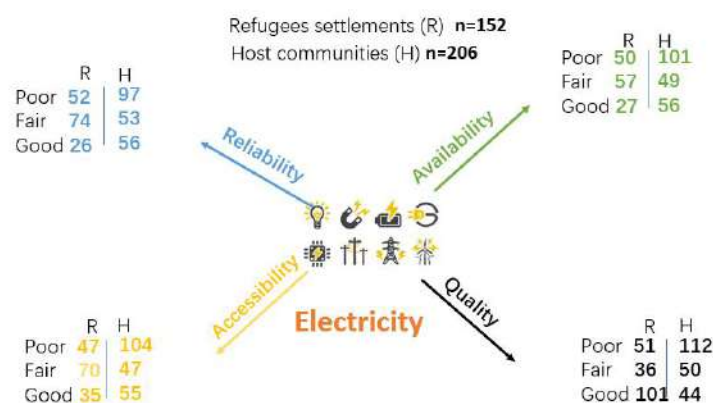 Refugees settlements (R) n=152
Host communities (H) n=206
R H
Poor 52 97
Fair 74 53
Good 26 56
R H
Poor 50 101
Fair 57 49
Good 27 56
Reliability
Availability
Accessibility
Quality
Electricity
R H
Poor 47 104
Fair 70 47
Good 35 55
R H
Poor 51 112
Fair 36 50
Good 101 44